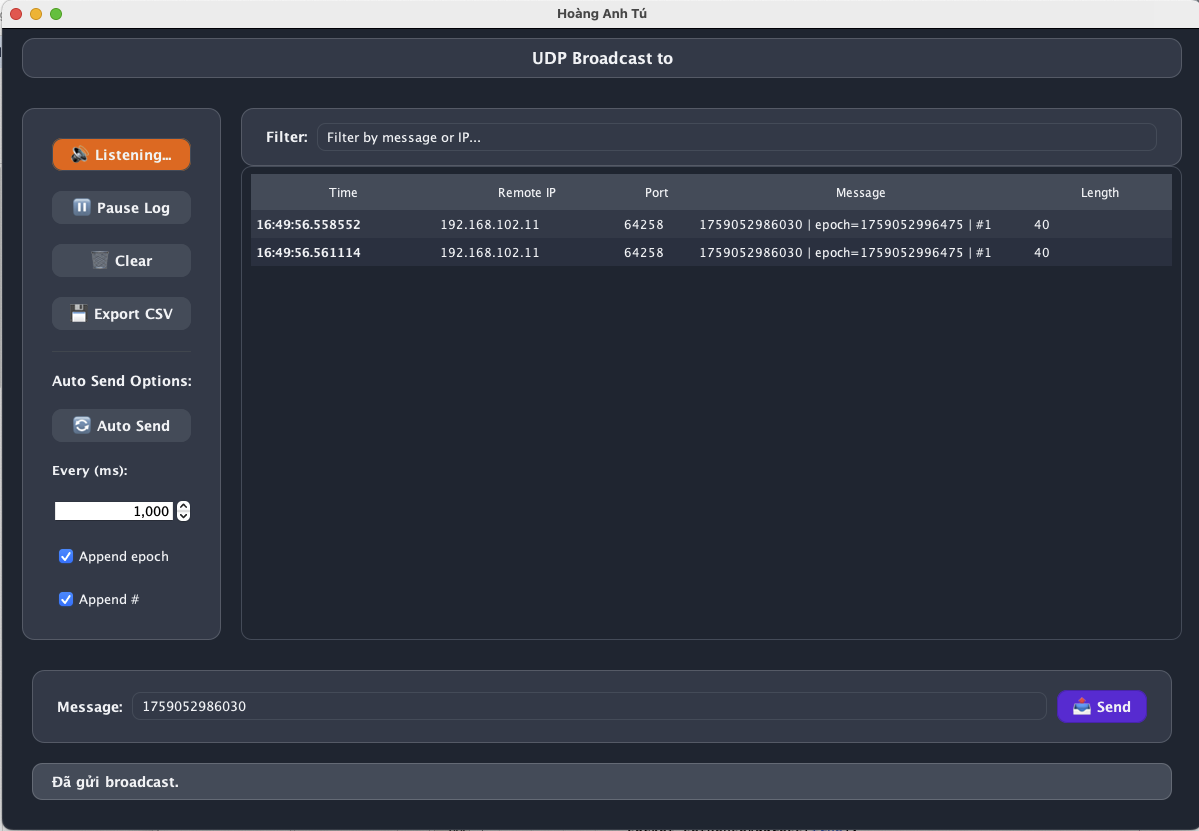 Hoàng Anh Tú
UDP Broadcast to
Listening...
Pause Log
Clear
Export CSV
Auto Send Options:
Auto Send
Every (ms):
1,000
Append epoch
Append #
Filter: Filter by message or IP...
Time Remote IP Port Message Length
16:49:56.558552 192.168.102.11 64258 1759052986030 | epoch=1759052996475 | #1 40
16:49:56.561114 192.168.102.11 64258 1759052986030 | epoch=1759052996475 | #1 40
Message: 1759052986030 Send
Đã gửi broadcast.